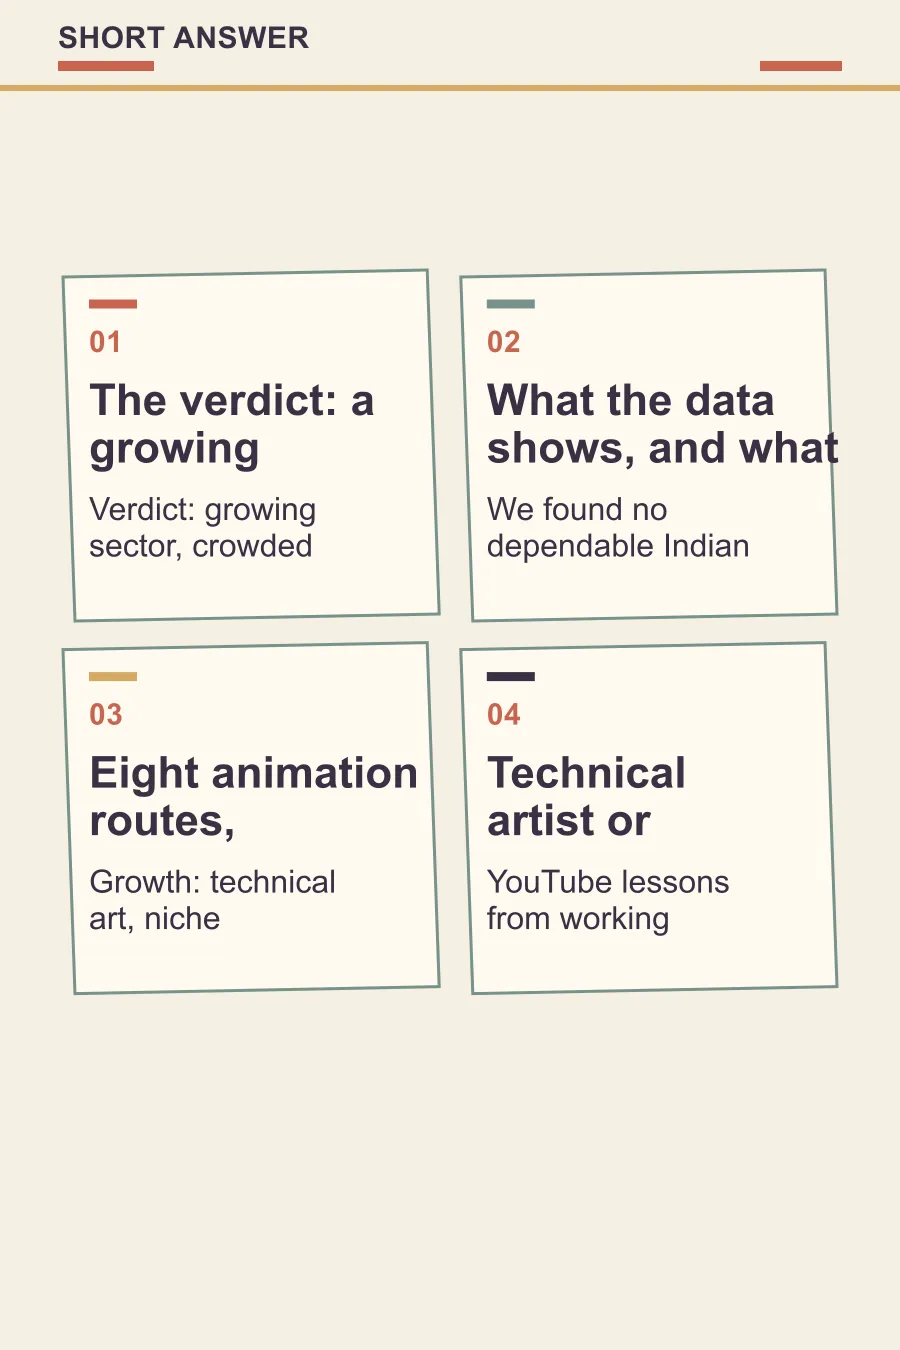 SHORT ANSWER
01
The verdict: a
growing
Verdict: growing
sector, crowded
02
What the data
shows, and what
We found no
dependable Indian
03
Eight animation
routes,
Growth: technical
art, niche
04
Technical
artist or
YouTube lessons
from working